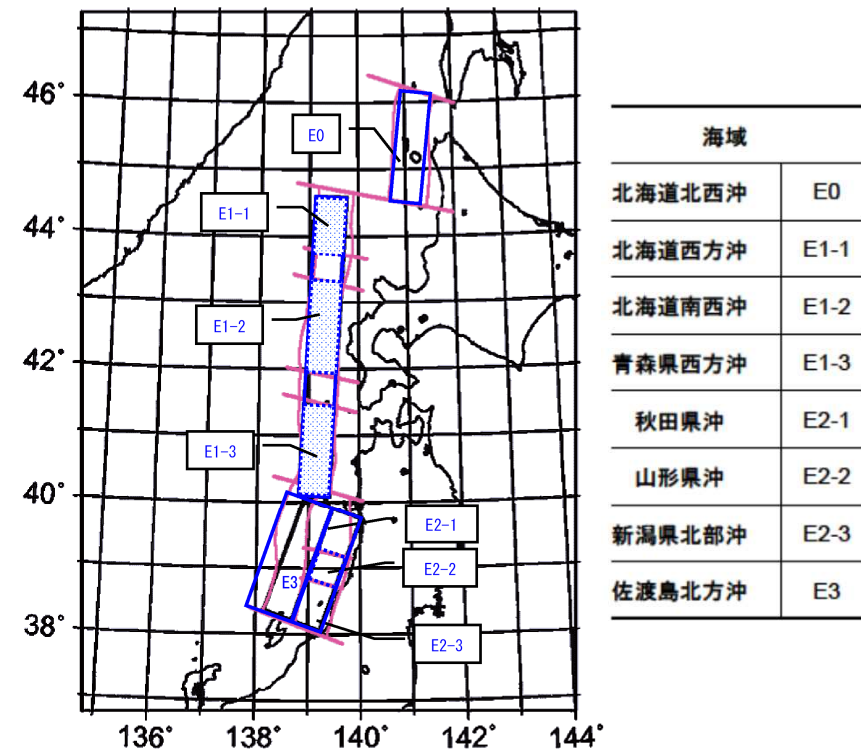 46°
44°
42°
40°
38°
136°
138°
140°
142°
144°
E0
E1-1
E1-2
E1-3
E2-1
E2-2
E3
E2-3
海域
北海道北西沖 E0
北海道西方沖 E1-1
北海道南西沖 E1-2
青森県西方沖 E1-3
秋田県沖 E2-1
山形県沖 E2-2
新潟県北部沖 E2-3
佐渡島北方沖 E3